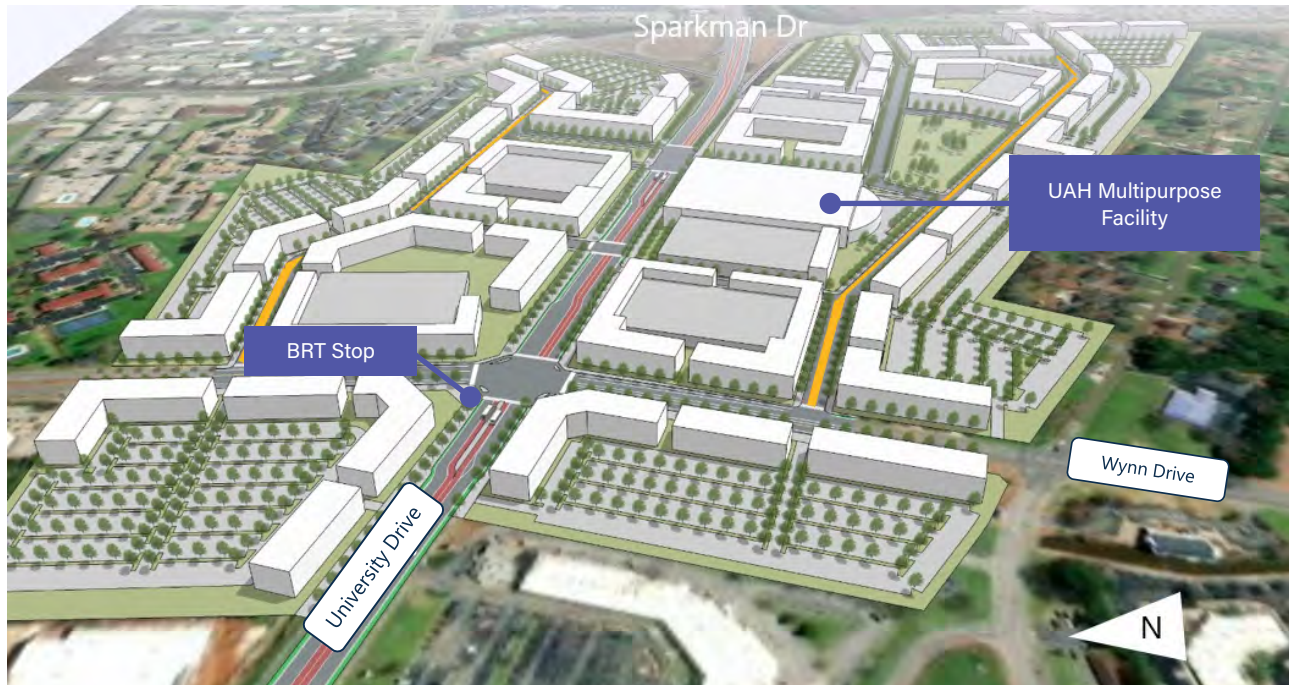 Sparkman Dr
UAH Multipurpose
Facility
BRT Stop
Wynn Drive
University Drive
N